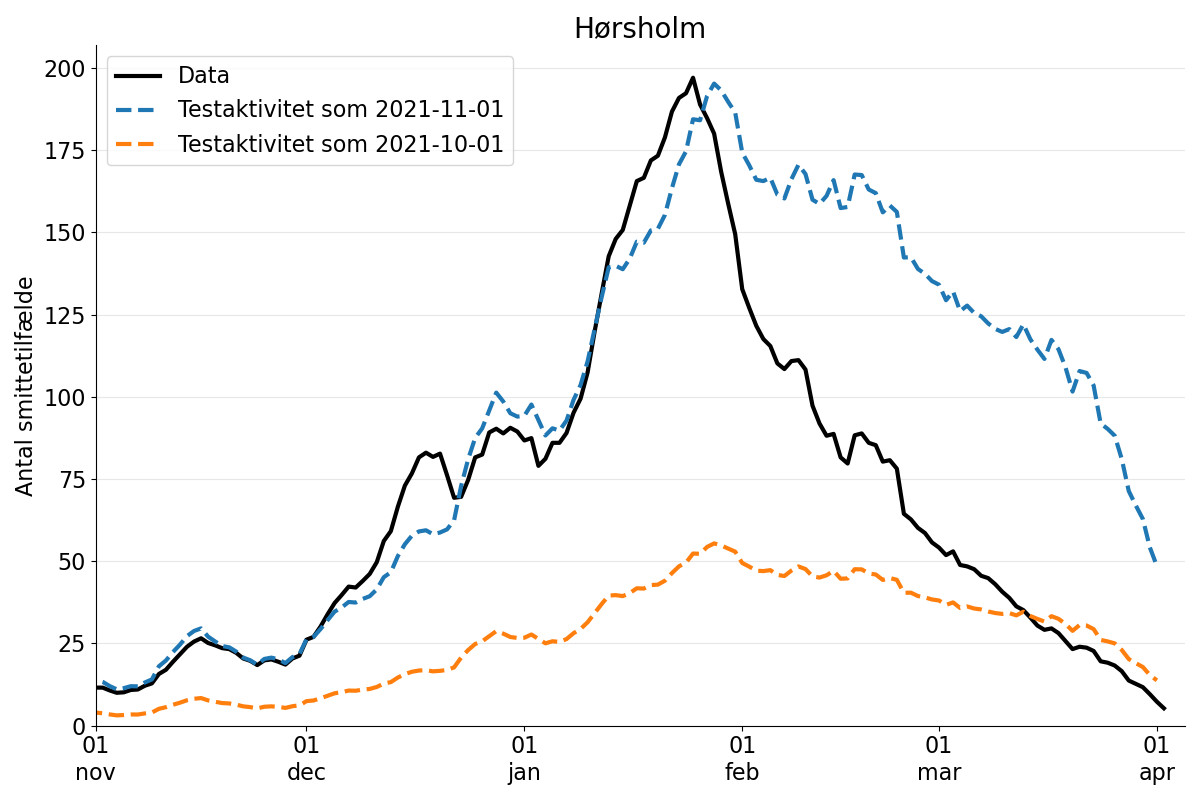 Hørsholm
Data
Testaktivitet som 2021-11-01
Testaktivitet som 2021-10-01
Antal smittetilfælde
200
175
150
125
100
75
50
25
0
01 01 01 01 01 01
nov dec jan feb mar apr